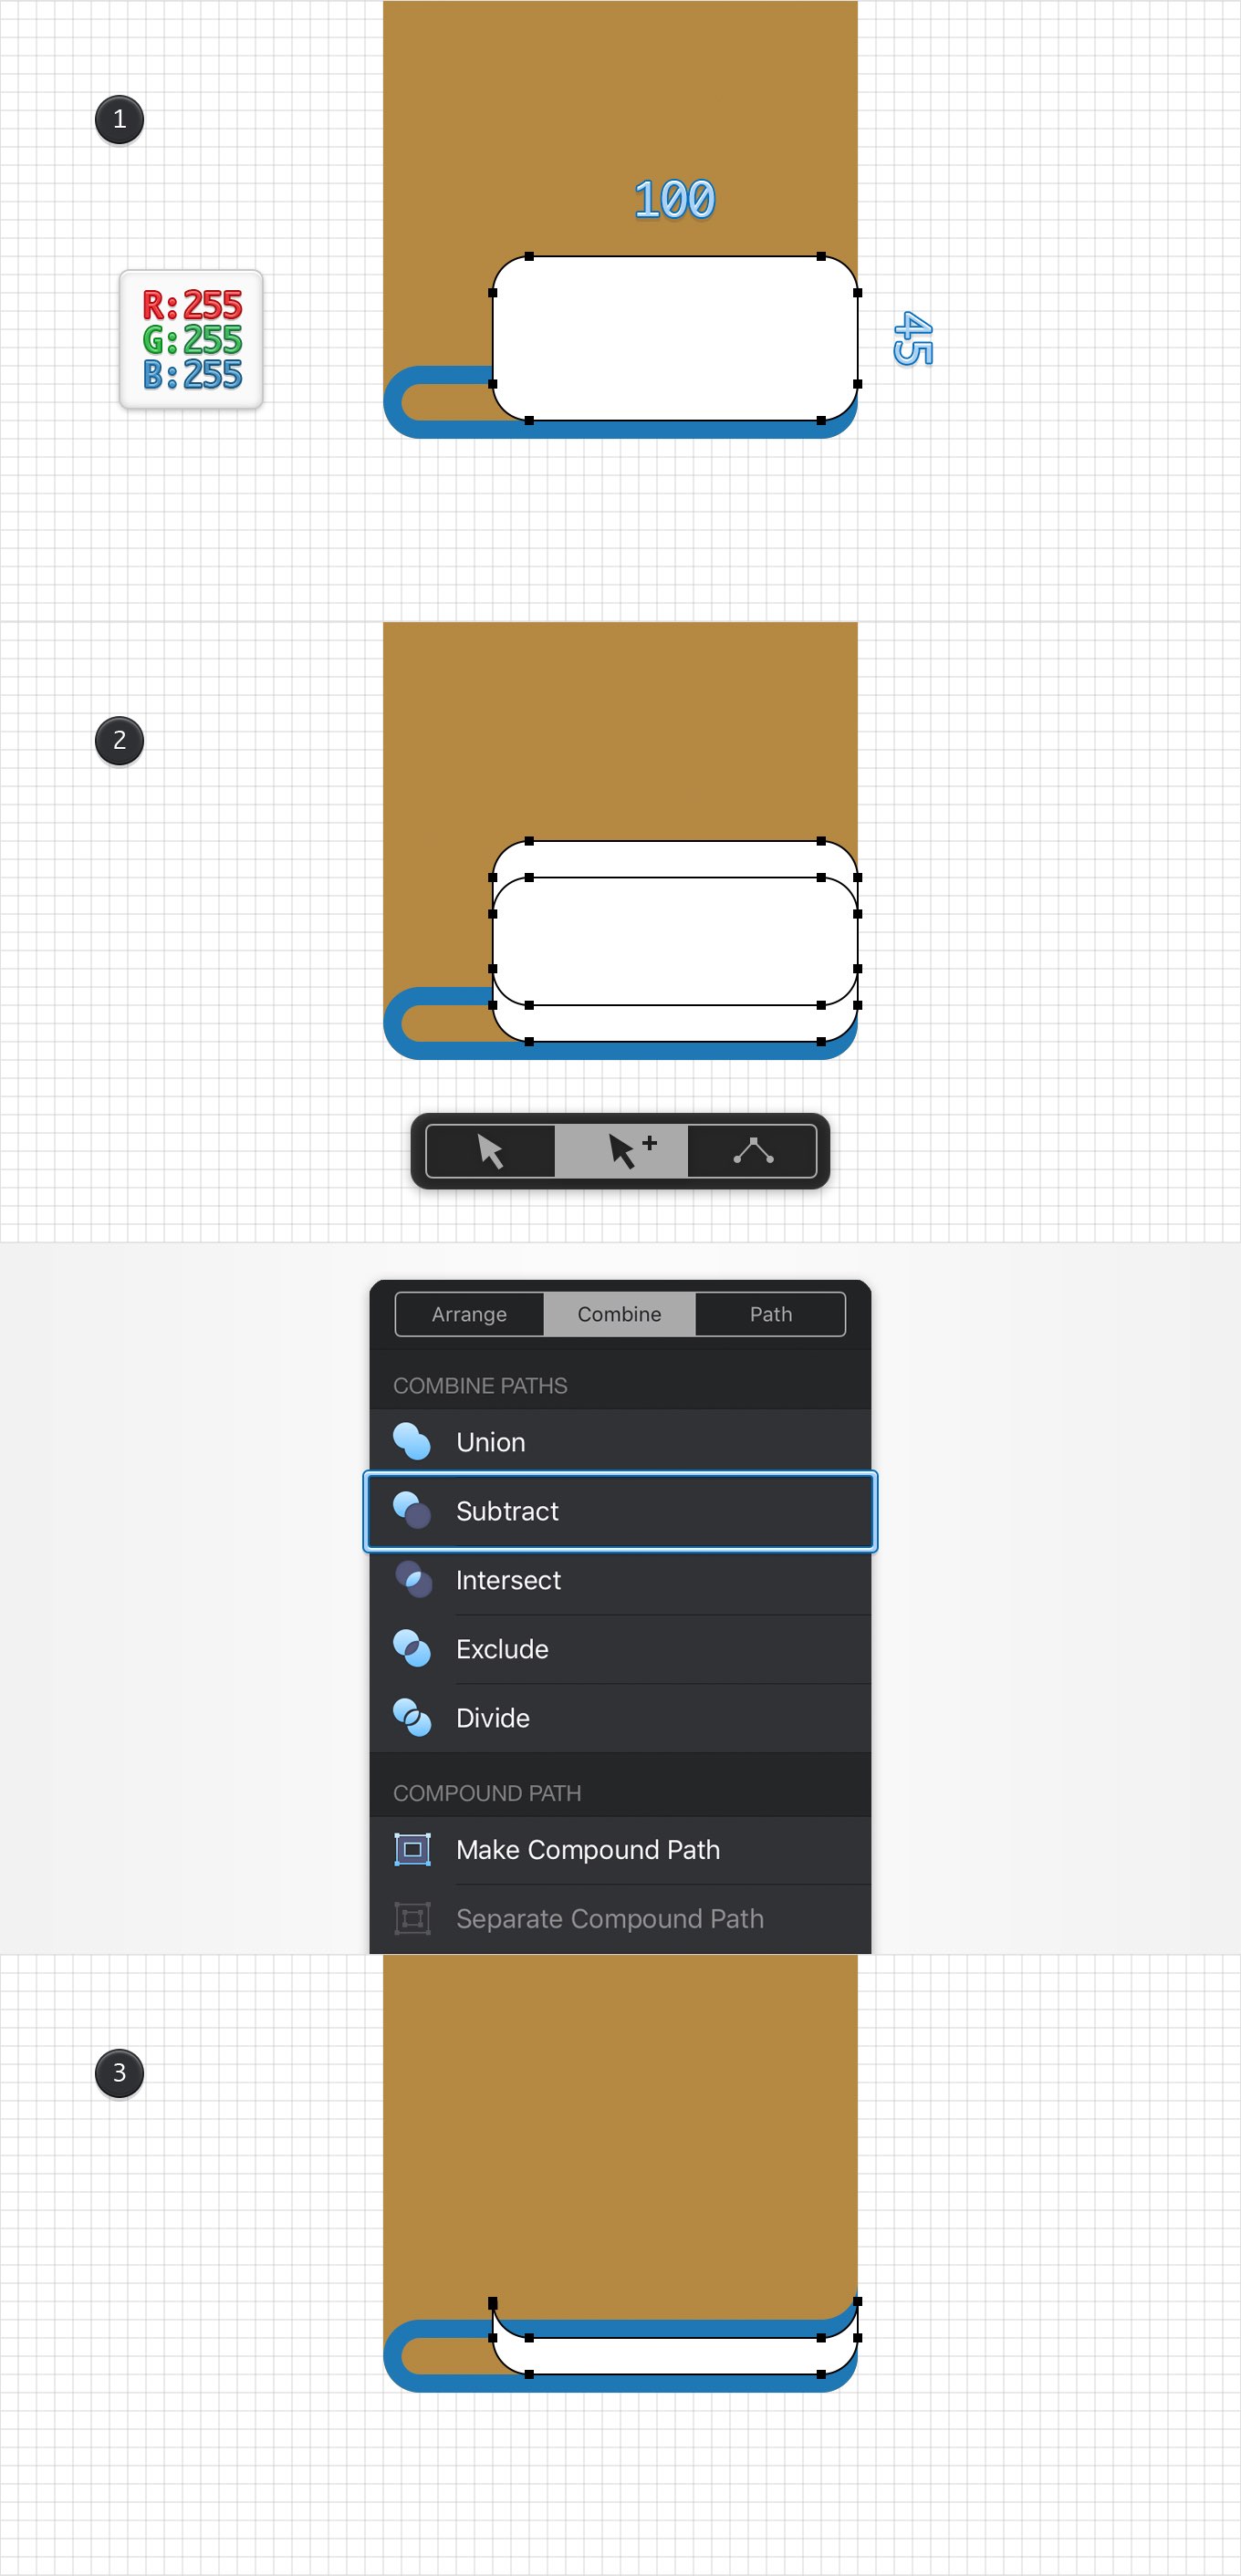 1
100
R:255
G:255
B:255
45
2
Arrange Combine Path
COMBINE PATHS
Union
Subtract
Intersect
Exclude
Divide
COMPOUND PATH
Make Compound Path
Separate Compound Path
3